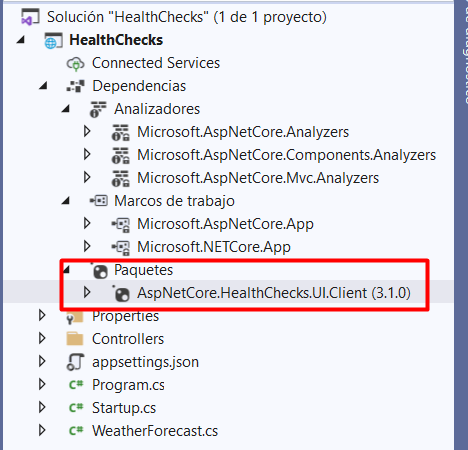 Solución "HealthChecks" (1 de 1 proyecto)
HealthChecks
Connected Services
Dependencias
Analizadores
Microsoft.AspNetCore.Analyzers
Microsoft.AspNetCore.Components.Analyzers
Microsoft.AspNetCore.Mvc.Analyzers
Marcos de trabajo
Microsoft.AspNetCore.App
Microsoft.NETCore.App
Paquetes
AspNetCore.HealthChecks.UI.Client (3.1.0)
Properties
Controllers
appsettings.json
C# Program.cs
C# Startup.cs
C# WeatherForecast.cs